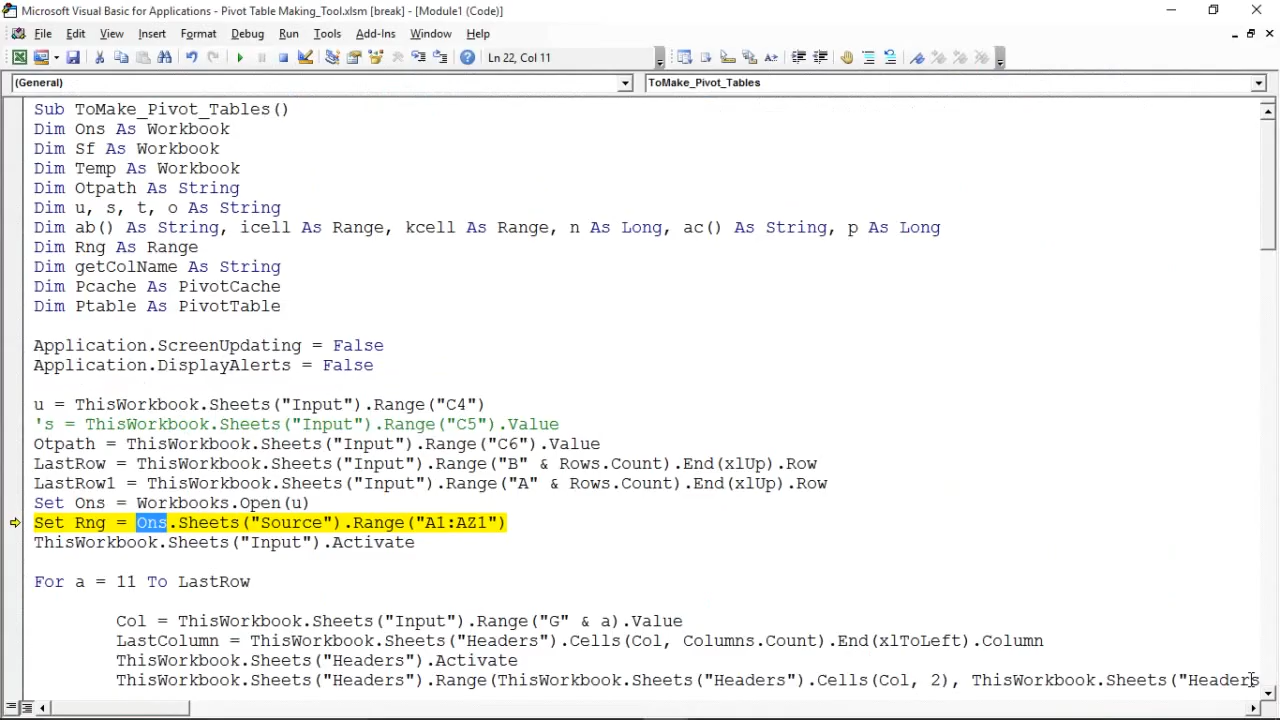 Microsoft Visual Basic for Applications - Pivot Table Making_Tool.xlsm [break] - [Module1 (Code)]
File Edit View Insert Format Debug Run Tools Add-Ins Window Help
Ln 22, Col 11
(General) ToMake_Pivot_Tables
Sub ToMake_Pivot_Tables()
Dim Ons As Workbook
Dim Sf As Workbook
Dim Temp As Workbook
Dim Otpath As String
Dim u, s, t, o As String
Dim ab() As String, icell As Range, kcell As Range, n As Long, ac() As String, p As Long
Dim Rng As Range
Dim getColName As String
Dim Pcache As PivotCache
Dim Ptable As PivotTable
Application.ScreenUpdating = False
Application.DisplayAlerts = False
u = ThisWorkbook.Sheets("Input").Range("C4")
's = ThisWorkbook.Sheets("Input").Range("C5").Value
Otpath = ThisWorkbook.Sheets("Input").Range("C6").Value
LastRow = ThisWorkbook.Sheets("Input").Range("B" & Rows.Count).End(xlUp).Row
LastRow1 = ThisWorkbook.Sheets("Input").Range("A" & Rows.Count).End(xlUp).Row
Set Ons = Workbooks.Open(u)
Set Rng = Ons.Sheets("Source").Range("A1:AZ1")
ThisWorkbook.Sheets("Input").Activate
For a = 11 To LastRow
Col = ThisWorkbook.Sheets("Input").Range("G" & a).Value
LastColumn = ThisWorkbook.Sheets("Headers").Cells(Col, Columns.Count).End(xlToLeft).Column
ThisWorkbook.Sheets("Headers").Activate
ThisWorkbook.Sheets("Headers").Range(ThisWorkbook.Sheets("Headers").Cells(Col, 2), ThisWorkbook.Sheets("Headers